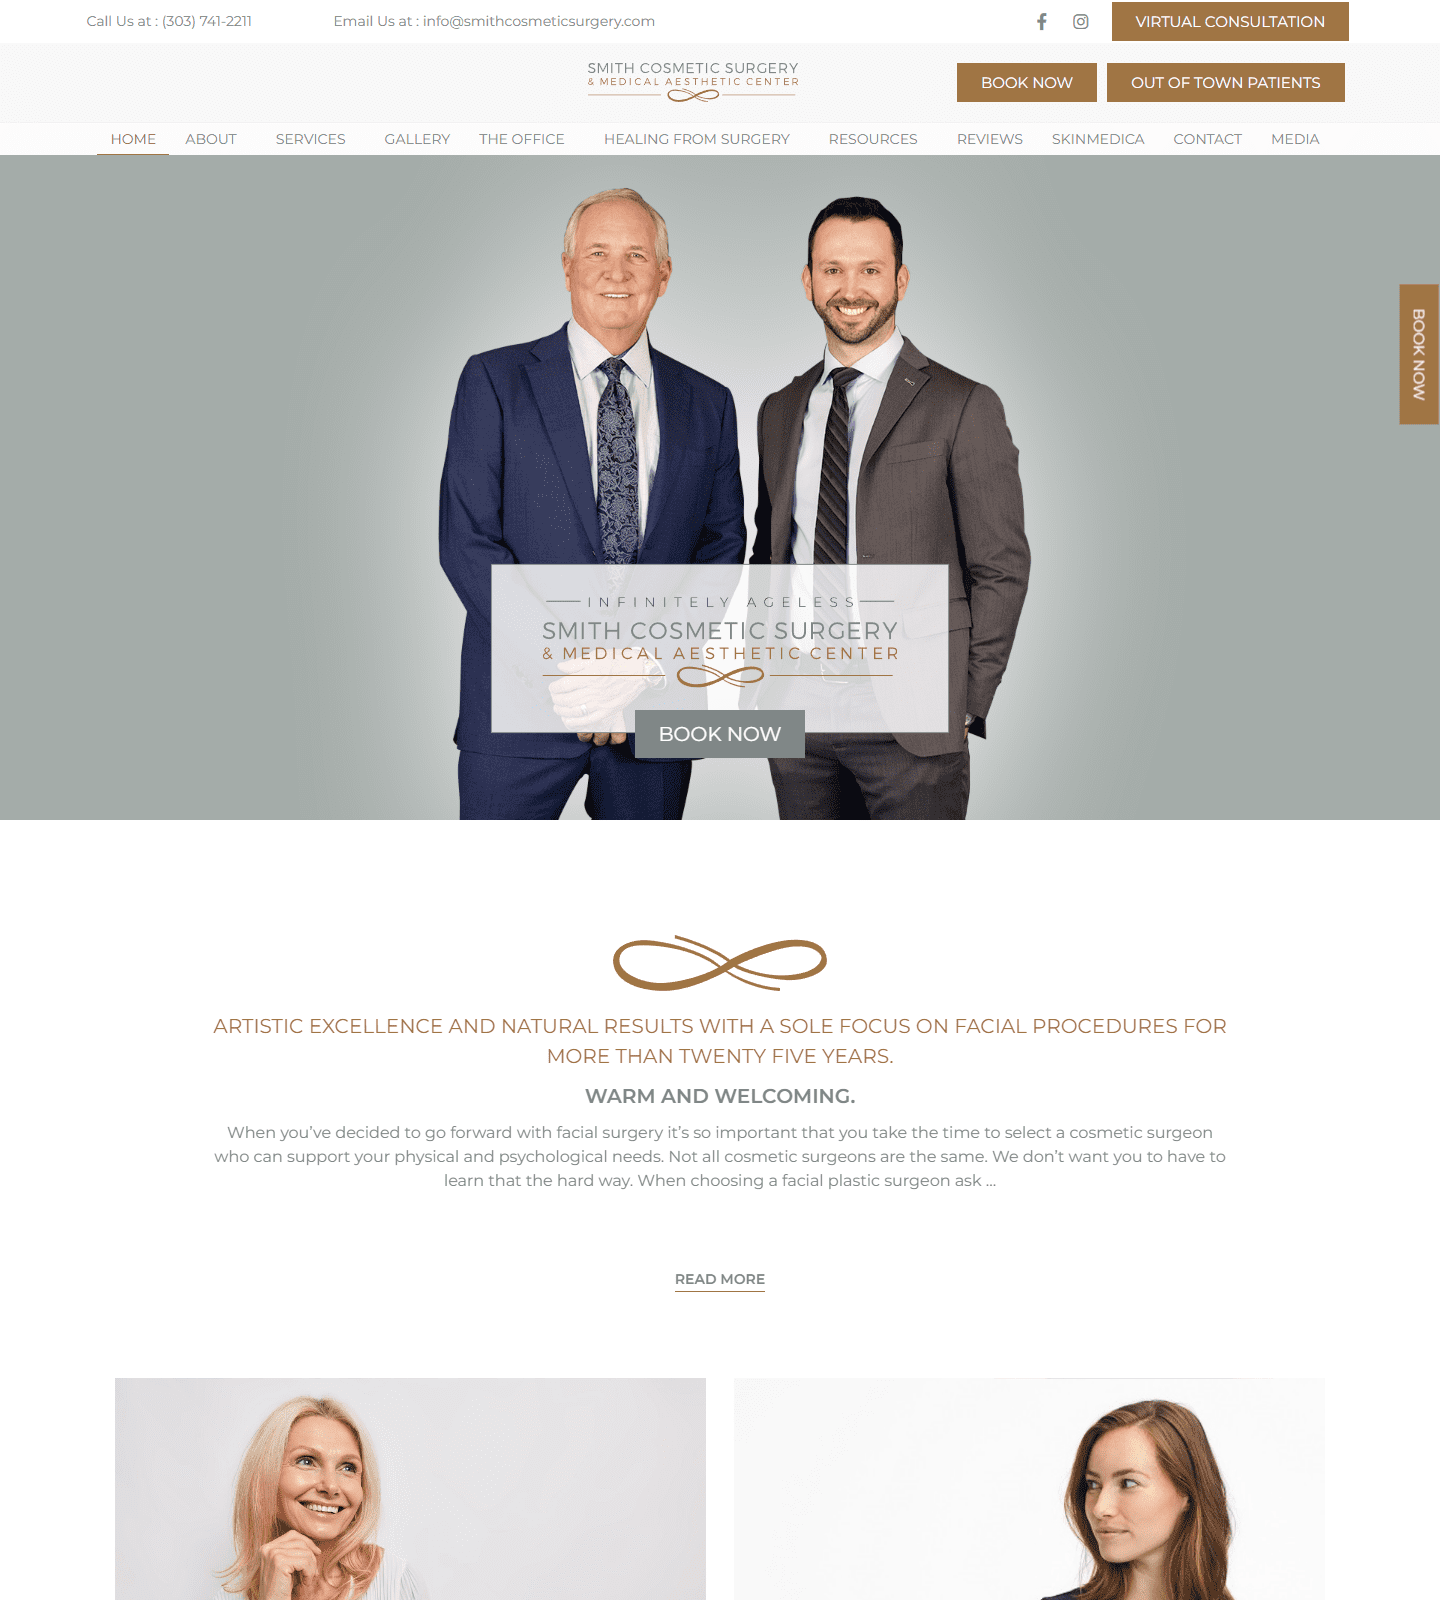 Call Us at : (303) 741-2211
Email Us at : info@smithcosmeticsurgery.com
VIRTUAL CONSULTATION
SMITH COSMETIC SURGERY
& MEDICAL AESTHETIC CENTER
BOOK NOW
OUT OF TOWN PATIENTS
HOME
ABOUT
SERVICES
GALLERY
THE OFFICE
HEALING FROM SURGERY
RESOURCES
REVIEWS
SKINMEDICA
CONTACT
MEDIA
BOOK NOW
INFINITELY AGELESS
SMITH COSMETIC SURGERY
& MEDICAL AESTHETIC CENTER
BOOK NOW
ARTISTIC EXCELLENCE AND NATURAL RESULTS WITH A SOLE FOCUS ON FACIAL PROCEDURES FOR
MORE THAN TWENTY FIVE YEARS.
WARM AND WELCOMING.
When you’ve decided to go forward with facial surgery it’s so important that you take the time to select a cosmetic surgeon
who can support your physical and psychological needs. Not all cosmetic surgeons are the same. We don’t want you to have to
learn that the hard way. When choosing a facial plastic surgeon ask ...
READ MORE